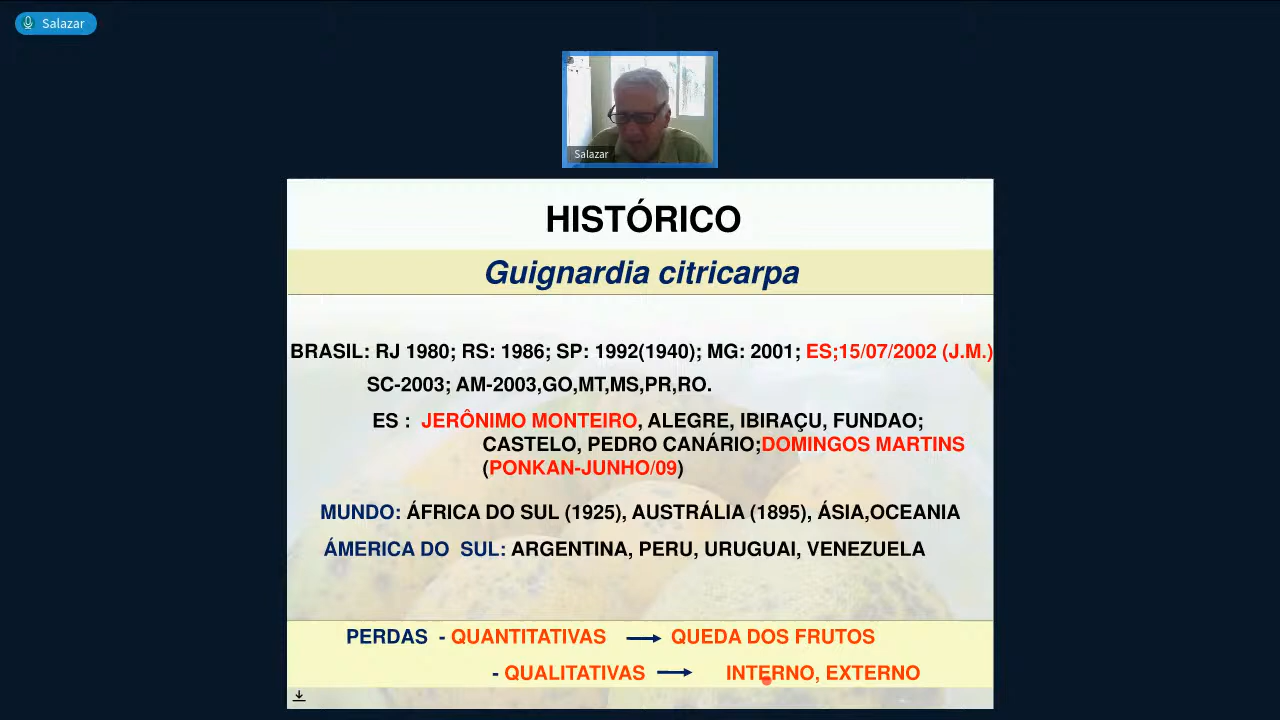 Salazar
Salazar
HISTÓRICO
Guignardia citricarpa
BRASIL: RJ 1980; RS: 1986; SP: 1992(1940); MG: 2001; ES;15/07/2002 (J.M.)
SC-2003; AM-2003,GO,MT,MS,PR,RO.
ES : JERÔNIMO MONTEIRO, ALEGRE, IBIRAÇU, FUNDAO;
CASTELO, PEDRO CANÁRIO;DOMINGOS MARTINS
(PONKAN-JUNHO/09)
MUNDO: ÁFRICA DO SUL (1925), AUSTRÁLIA (1895), ÁSIA,OCEANIA
ÁMERICA DO SUL: ARGENTINA, PERU, URUGUAI, VENEZUELA
PERDAS - QUANTITATIVAS → QUEDA DOS FRUTOS
- QUALITATIVAS → INTERNO, EXTERNO